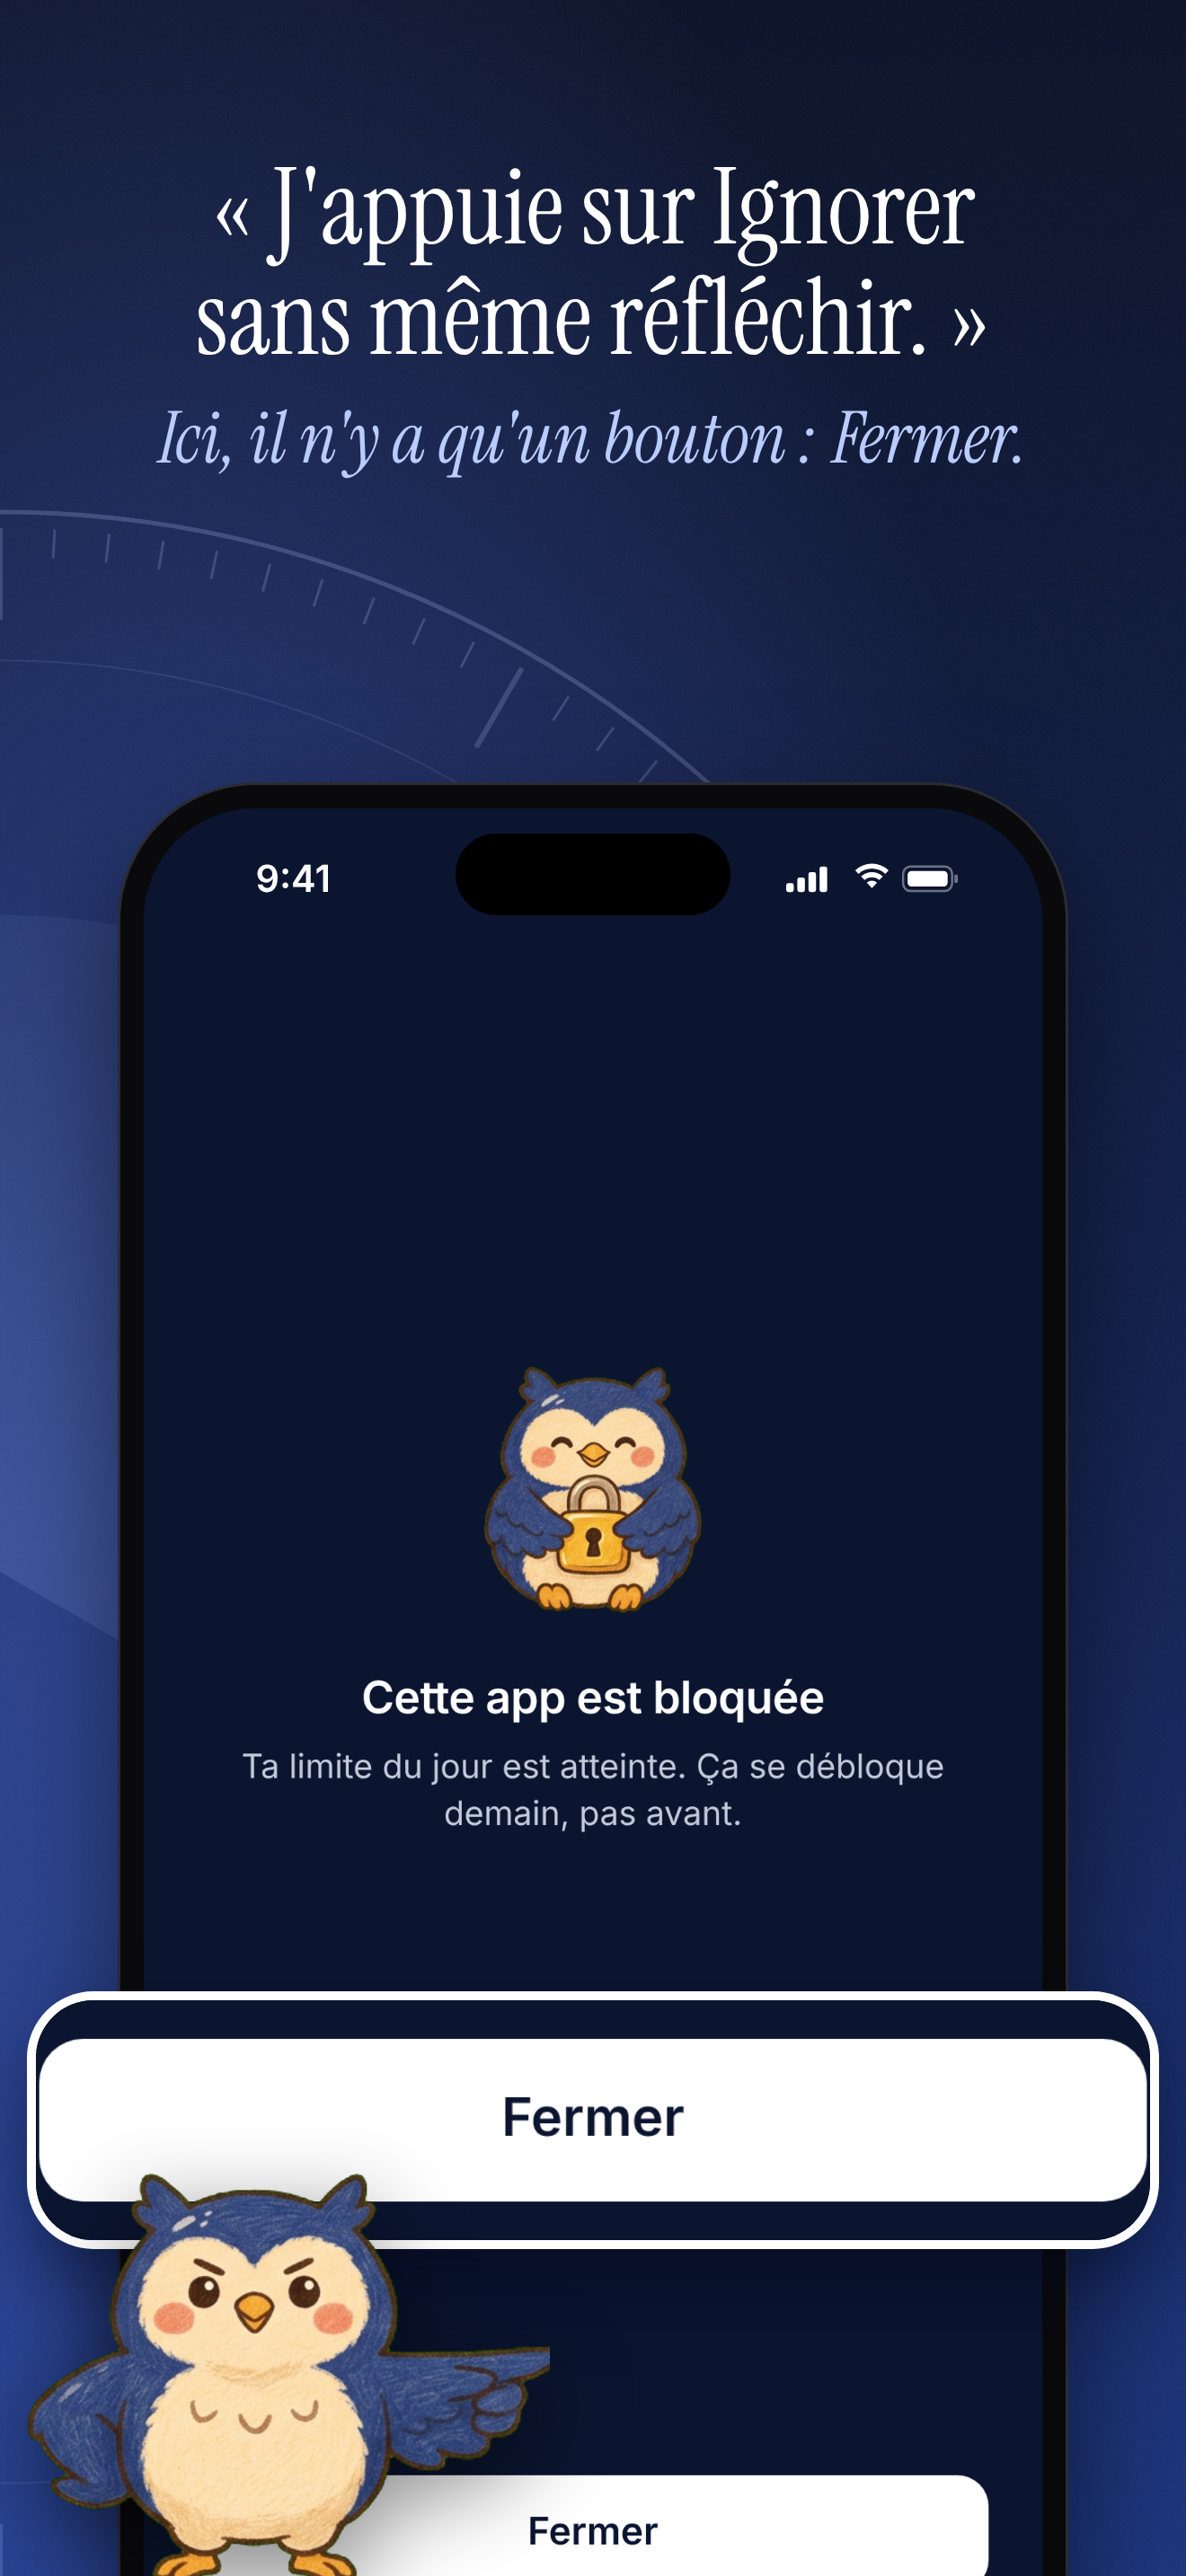 « J'appuie sur Ignorer
sans même réfléchir. »
Ici, il n'y a qu'un bouton : Fermer.
9:41
Cette app est bloquée
Ta limite du jour est atteinte. Ça se débloque
demain, pas avant.
Fermer
Fermer